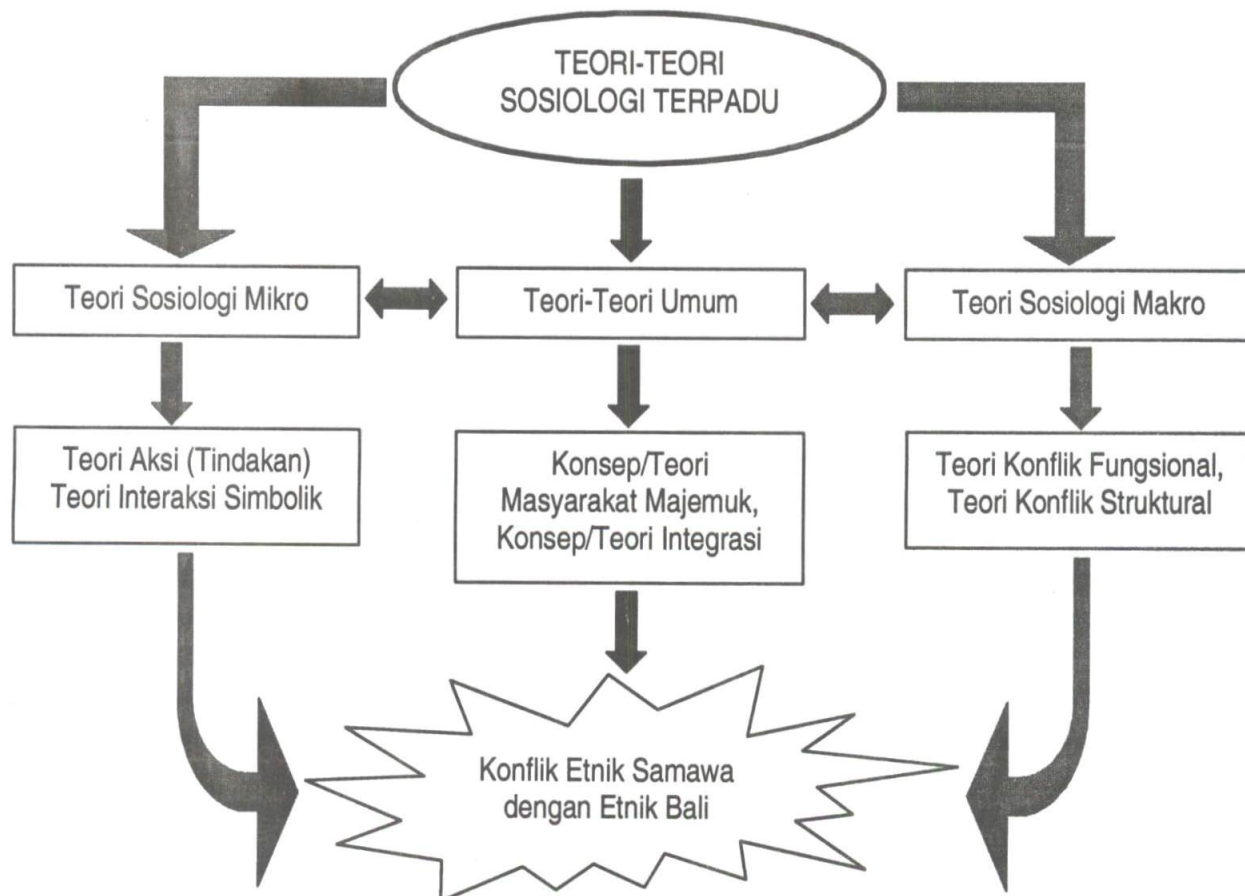 TEORI-TEORI
SOSIOLOGI TERPADU
Teori Sosiologi Mikro
Teori-Teori Umum
Teori Sosiologi Makro
Teori Aksi (Tindakan)
Teori Interaksi Simbolik
Konsep/Teori
Masyarakat Majemuk,
Konsep/Teori Integrasi
Teori Konflik Fungsional,
Teori Konflik Struktural
Konflik Etnik Samawa
dengan Etnik Bali